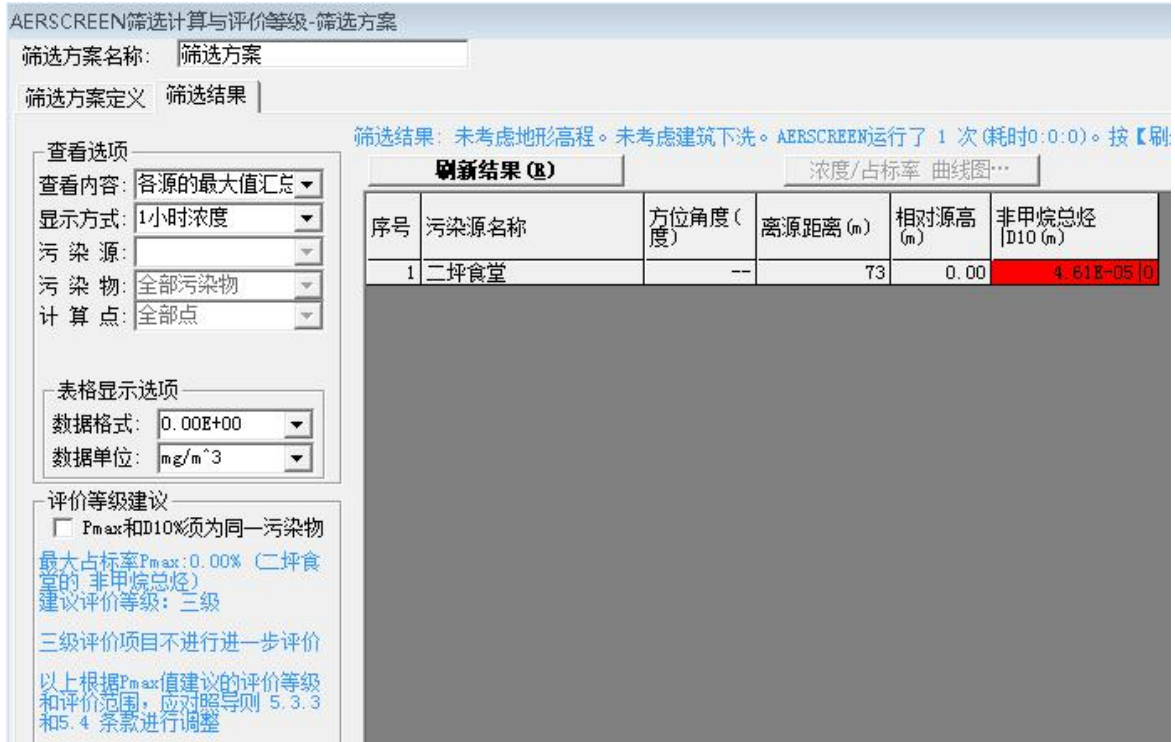 AERSCREEN筛选计算与评价等级-筛选方案
筛选方案名称: 筛选方案
筛选方案定义 筛选结果
筛选结果: 未考虑地形高程。未考虑建筑下洗。AERSCREEN运行了 1 次(耗时0:0:0)。按【刷
查看选项
查看内容: 各源的最大值汇总
显示方式: 1小时浓度
污 染 源:
污 染 物: 全部污染物
计 算 点: 全部点
表格显示选项
数据格式: 0.00E+00
数据单位: mg/m^3
评价等级建议
Pmax和D10%须为同一污染物
最大占标率Pmax:0.00% (二坪食
堂的 非甲烷总烃)
建议评价等级: 三级
三级评价项目不进行进一步评价
以上根据Pmax值建议的评价等级
和评价范围,应对照导则 5.3.3
和5.4 条款进行调整
刷新结果(R) 浓度/占标率 曲线图…
序号 污染源名称 方位角度(度) 离源距离(m) 相对源高(m) 非甲烷总烃|D10(m)
1 二坪食堂 -- 73 0.00 4.61E-05|0